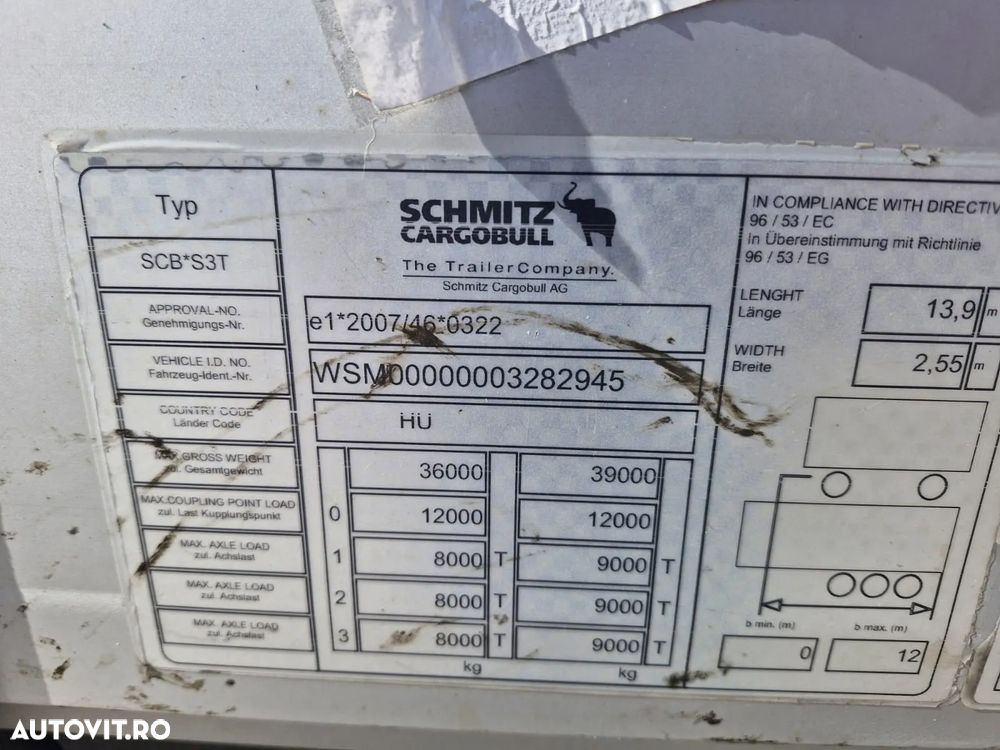 Typ
SCB*S3T
APPROVAL-NO.
Genehmigungs-Nr.
VEHICLE I.D. NO.
Fahrzeug-Ident.-Nr.
COUNTRY CODE
Länder Code
MAX.GROSS WEIGHT
zul. Gesamtgewicht
MAX.COUPLING POINT LOAD
zul. Last Kupplungspunkt
MAX. AXLE LOAD
zul. Achslast
MAX. AXLE LOAD
zul. Achslast
MAX. AXLE LOAD
zul. Achslast
SCHMITZ
CARGOBULL
The TrailerCompany.
Schmitz Cargobull AG
e1*2007/46*0322
WSM00000003282945
HU
36000 39000
0 12000 12000
1 8000 T 9000 T
2 8000 T 9000 T
3 8000 T 9000 T
kg kg
IN COMPLIANCE WITH DIRECTIV
96 / 53 / EC
In Übereinstimmung mit Richtlinie
96 / 53 / EG
LENGHT
Länge
13,9 m
WIDTH
Breite
2,55 m
b min. (m) b max. (m)
0 12
AUTOVIT.RO